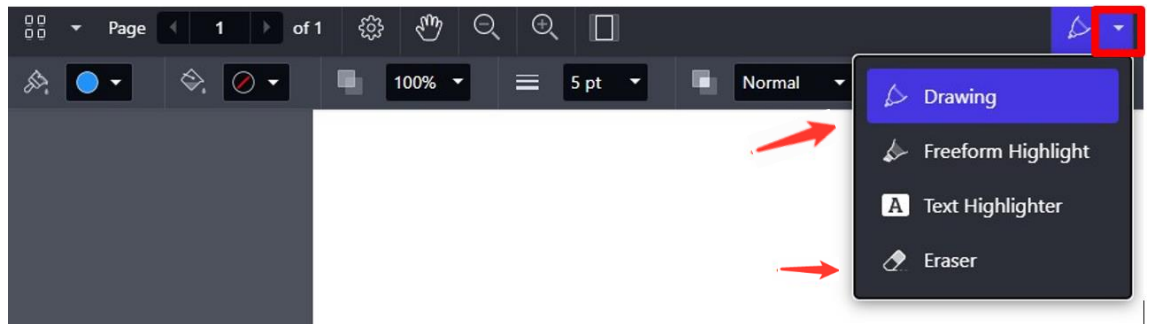 Page 1 of 1
100% 5 pt Normal
Drawing
Freeform Highlight
A Text Highlighter
Eraser